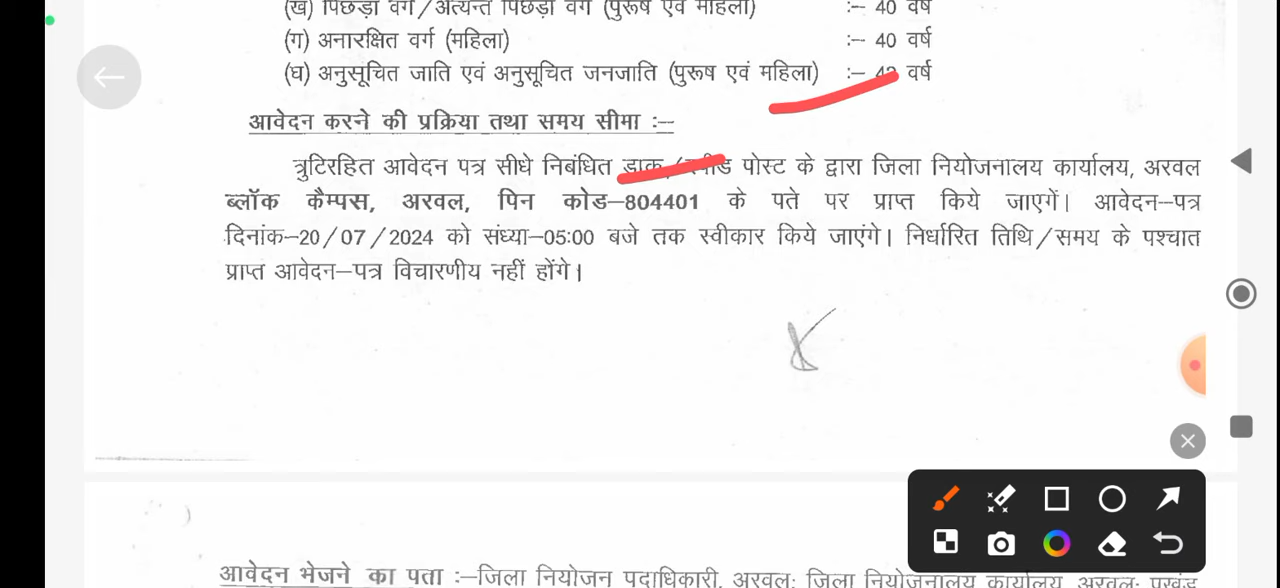 (ख) पिछड़ा वर्ग/अत्यन्त पिछड़ा वर्ग (पुरूष एवं महिला) :– 40 वर्ष
(ग) अनारक्षित वर्ग (महिला) :– 40 वर्ष
(घ) अनुसूचित जाति एवं अनुसूचित जनजाति (पुरूष एवं महिला) :– 42 वर्ष
आवेदन करने की प्रक्रिया तथा समय सीमा :–
त्रुटिरहित आवेदन पत्र सीधे निबंधित डाक/स्पीड पोस्ट के द्वारा जिला नियोजनालय कार्यालय, अरवल
ब्लॉक कैम्पस, अरवल, पिन कोड–804401 के पते पर प्राप्त किये जाएगें। आवेदन–पत्र
दिनांक–20/07/2024 को संध्या–05:00 बजे तक स्वीकार किये जाएंगे। निर्धारित तिथि/समय के पश्चात
प्राप्त आवेदन–पत्र विचारणीय नहीं होंगे।
आवेदन भेजने का पता :–जिला नियोजन पदाधिकारी, अरवल; जिला नियोजनालय कार्यालय, अरवल; प्रखंड